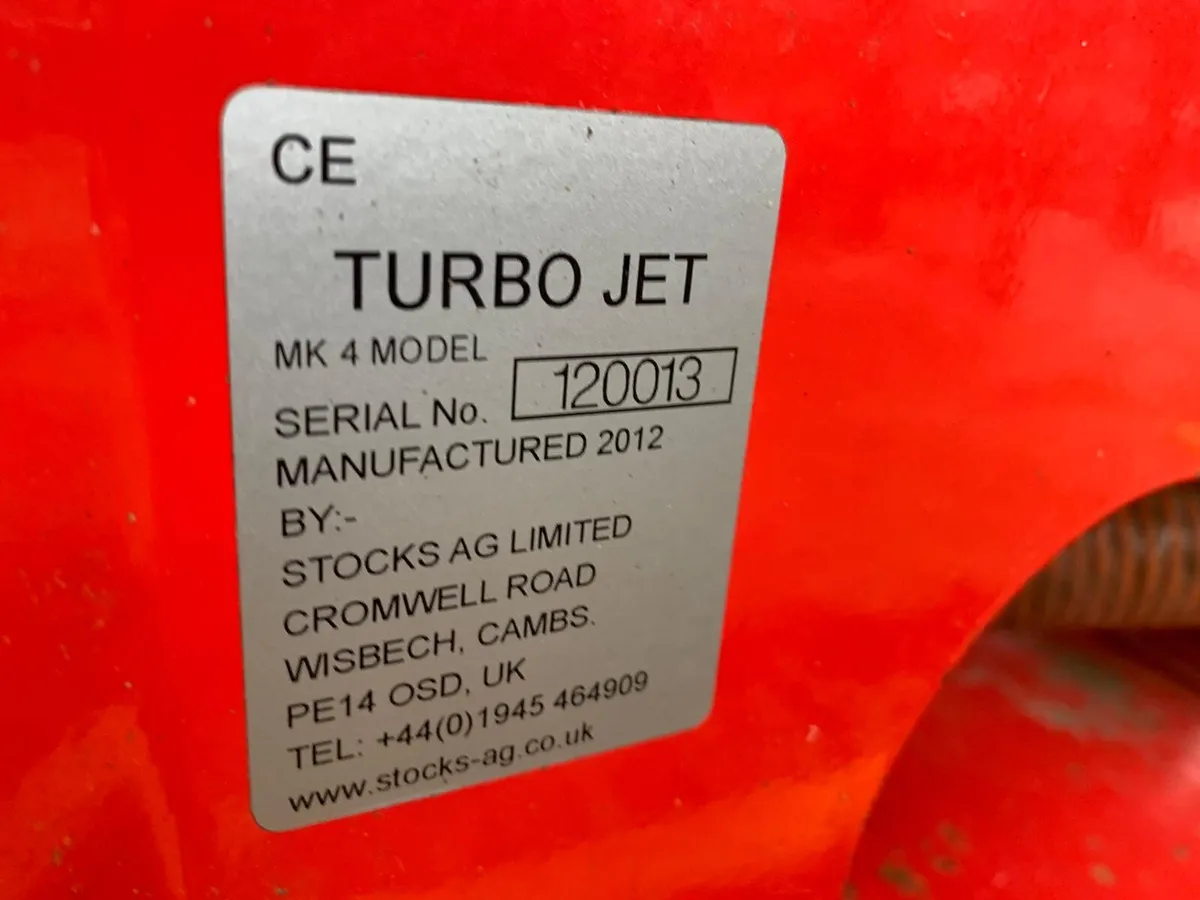 CE
TURBO JET
MK 4 MODEL
SERIAL No. 120013
MANUFACTURED 2012
BY:-
STOCKS AG LIMITED
CROMWELL ROAD
WISBECH, CAMBS.
PE14 OSD, UK
TEL: +44(0)1945 464909
www.stocks-ag.co.uk